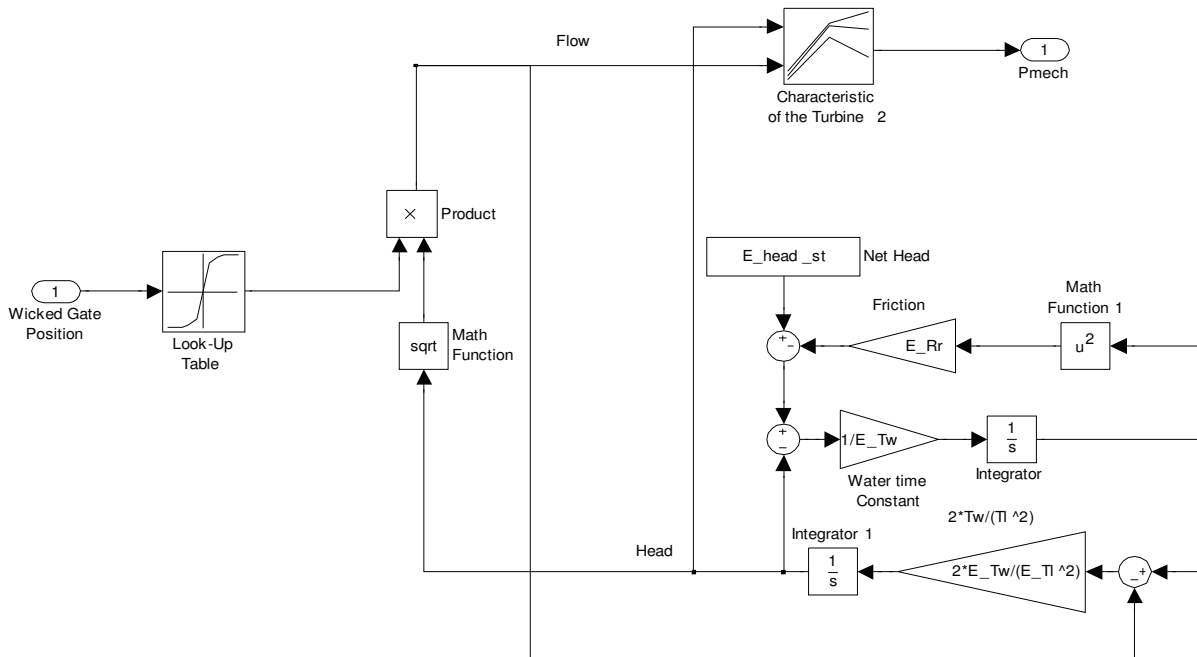 Flow
1
Pmech
Characteristic
of the Turbine 2
×
Product
E_head _st
Net Head
1
Wicked Gate
Position
Look-Up
Table
sqrt
Math
Function
Friction
Math
Function 1
+
−
E_Rr
u²
+
−
1/E_Tw
1
s
Integrator
Water time
Constant
2*Tw/(Tl ^2)
Integrator 1
Head
1
s
2*E_Tw/(E_Tl ^2)
−
+